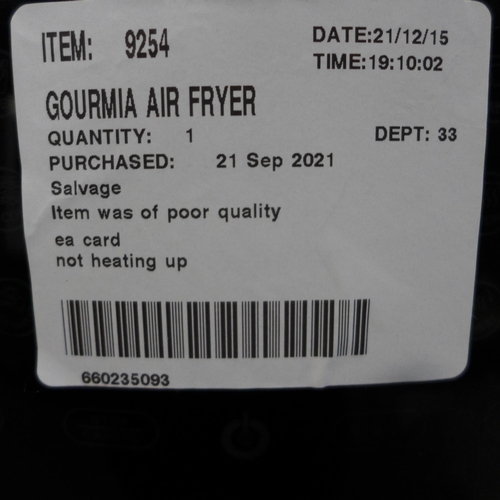 ITEM: 9254 DATE:21/12/15
TIME:19:10:02
GOURMIA AIR FRYER
QUANTITY: 1 DEPT: 33
PURCHASED: 21 Sep 2021
Salvage
Item was of poor quality
ea card
not heating up
660235093